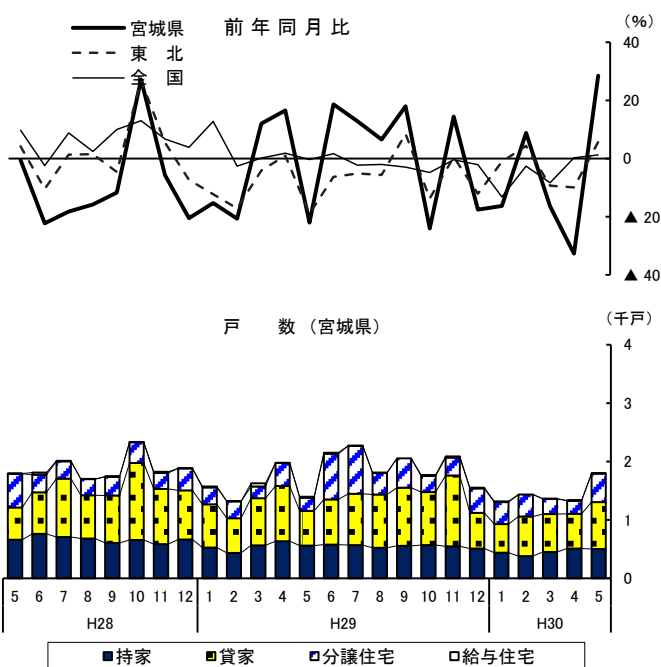 宮城県 前 年 同 月 比 （％）
東　北
全　国
40
20
0
▲ 20
▲ 40
戸　　数 （宮城県） （千戸）
4
3
2
1
0
5 6 7 8 9 10 11 12 1 2 3 4 5 6 7 8 9 10 11 12 1 2 3 4 5
H28 H29 H30
持家 貸家 分譲住宅 給与住宅